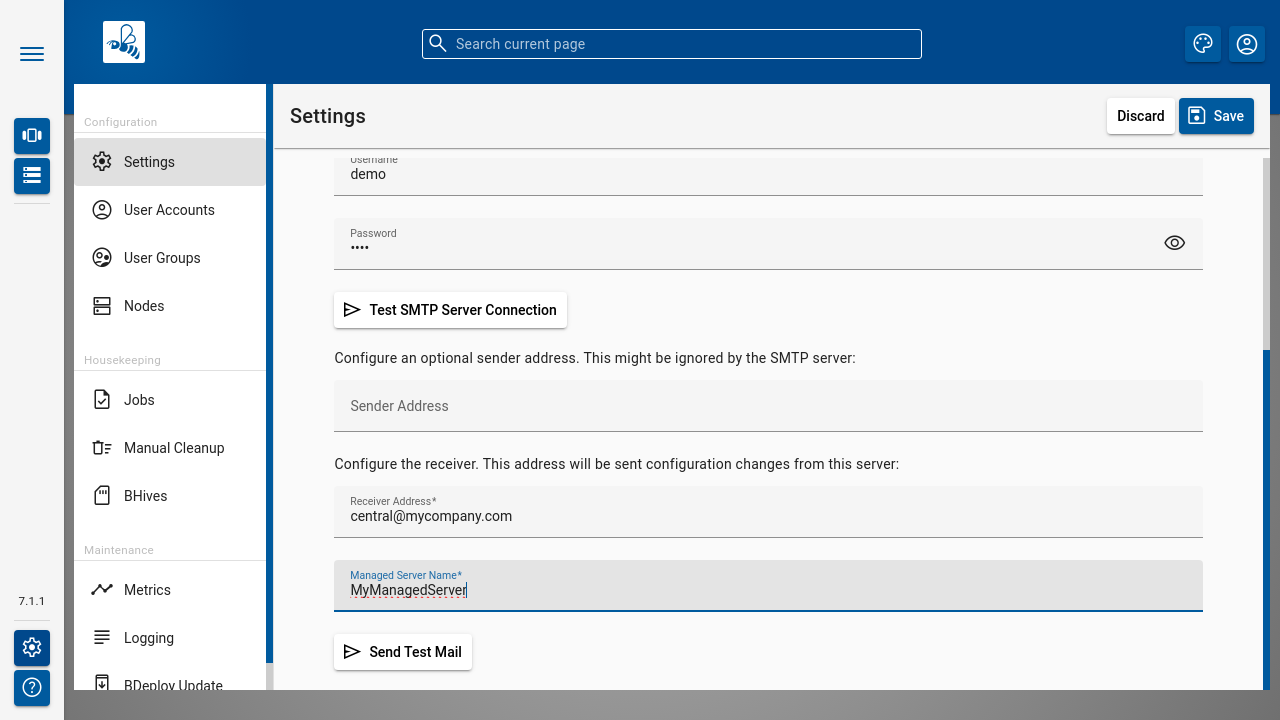 Search current page
Configuration
Settings
User Accounts
User Groups
Nodes
Housekeeping
Jobs
Manual Cleanup
BHives
Maintenance
Metrics
Logging
BDeploy Update
7.1.1
Settings
Discard
Save
Username
demo
Password
••••
Test SMTP Server Connection
Configure an optional sender address. This might be ignored by the SMTP server:
Sender Address
Configure the receiver. This address will be sent configuration changes from this server:
Receiver Address*
central@mycompany.com
Managed Server Name*
MyManagedServer
Send Test Mail